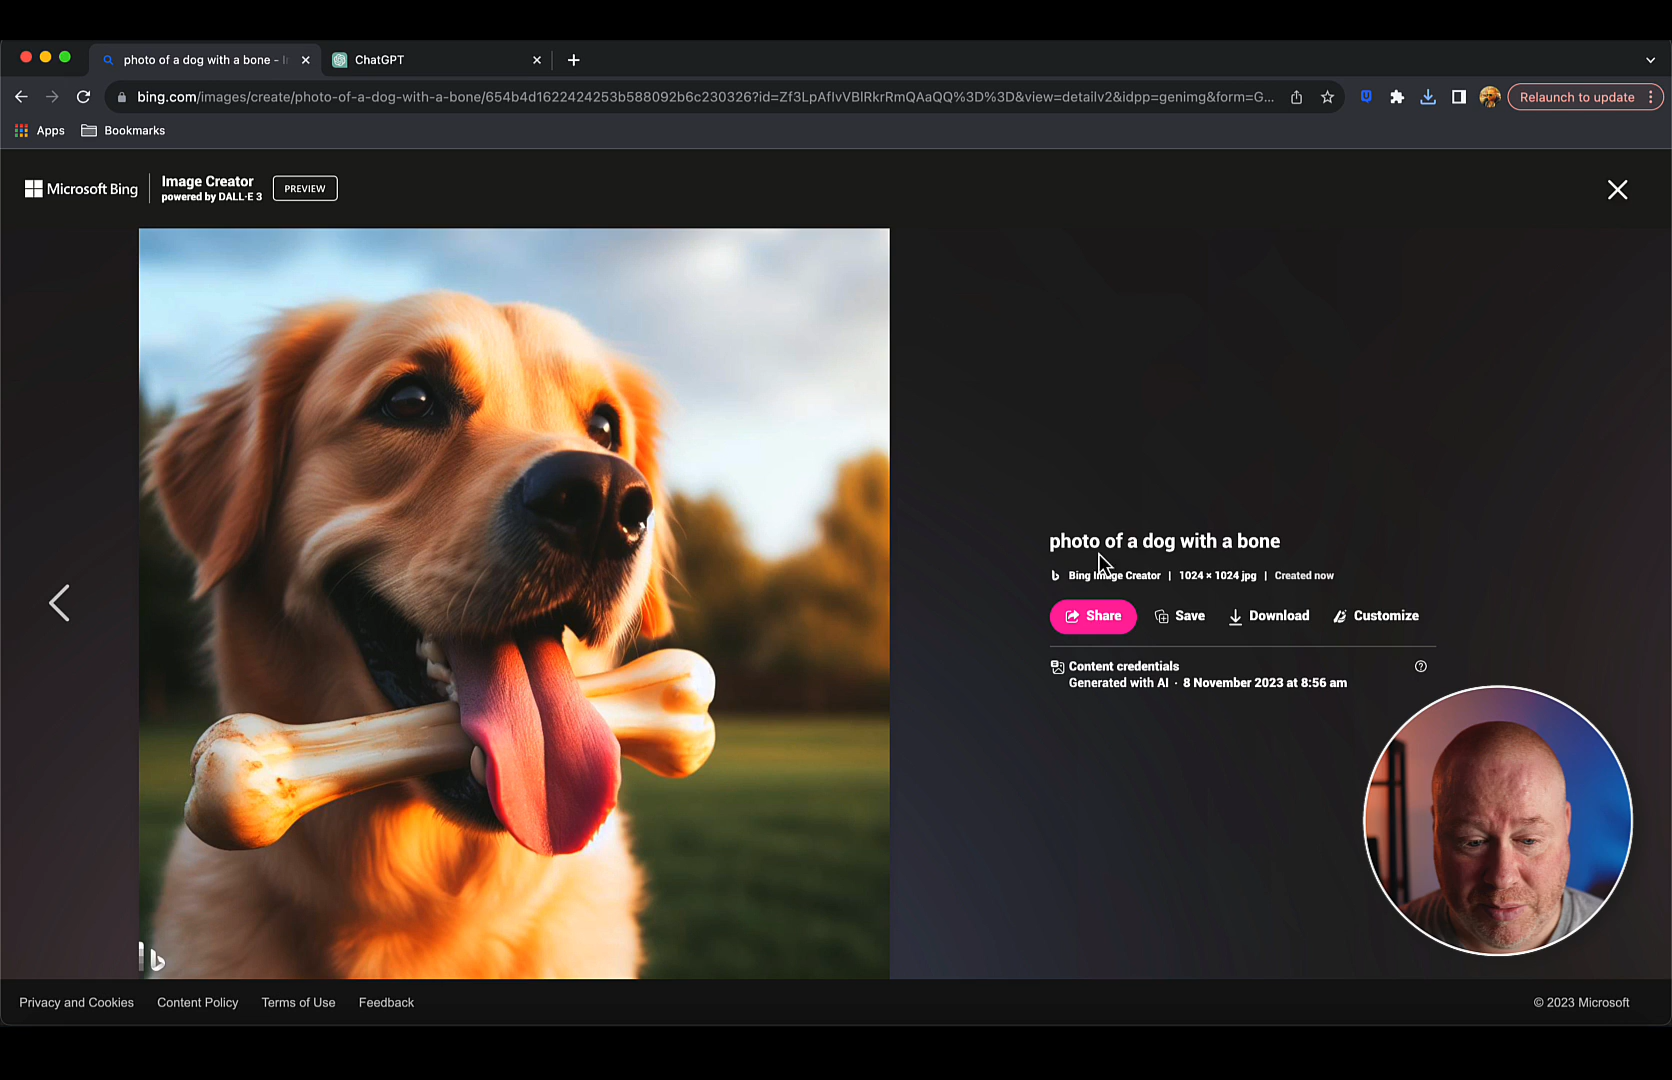 photo of a dog with a bone - I
ChatGPT
bing.com/images/create/photo-of-a-dog-with-a-bone/654b4d1622424253b588092b6c230326?id=Zf3LpAfIvVBlRkrRmQAaQQ%3D%3D&view=detailv2&idpp=genimg&form=G...
Relaunch to update
Apps
Bookmarks
Microsoft Bing
Image Creator
powered by DALL·E 3
PREVIEW
photo of a dog with a bone
Bing Image Creator | 1024 × 1024 jpg | Created now
Share
Save
Download
Customize
Content credentials
Generated with AI · 8 November 2023 at 8:56 am
Privacy and Cookies
Content Policy
Terms of Use
Feedback
© 2023 Microsoft